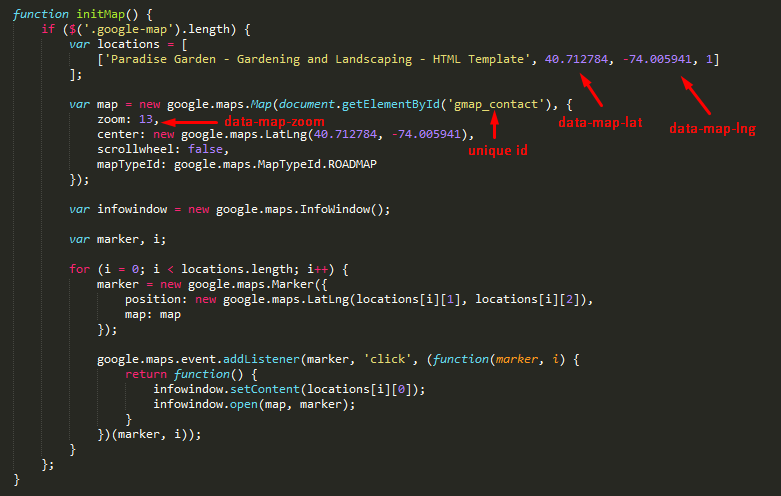 function initMap() {
if ($('.google-map').length) {
var locations = [
['Paradise Garden - Gardening and Landscaping - HTML Template', 40.712784, -74.005941, 1]
];
var map = new google.maps.Map(document.getElementById('gmap_contact'), {
zoom: 13,
data-map-zoom
data-map-lat
data-map-lng
center: new google.maps.LatLng(40.712784, -74.005941),
scrollwheel: false,
unique id
mapTypeId: google.maps.MapTypeId.ROADMAP
});
var infowindow = new google.maps.InfoWindow();
var marker, i;
for (i = 0; i < locations.length; i++) {
marker = new google.maps.Marker({
position: new google.maps.LatLng(locations[i][1], locations[i][2]),
map: map
});
google.maps.event.addListener(marker, 'click', (function(marker, i) {
return function() {
infowindow.setContent(locations[i][0]);
infowindow.open(map, marker);
}
})(marker, i));
}
};
}